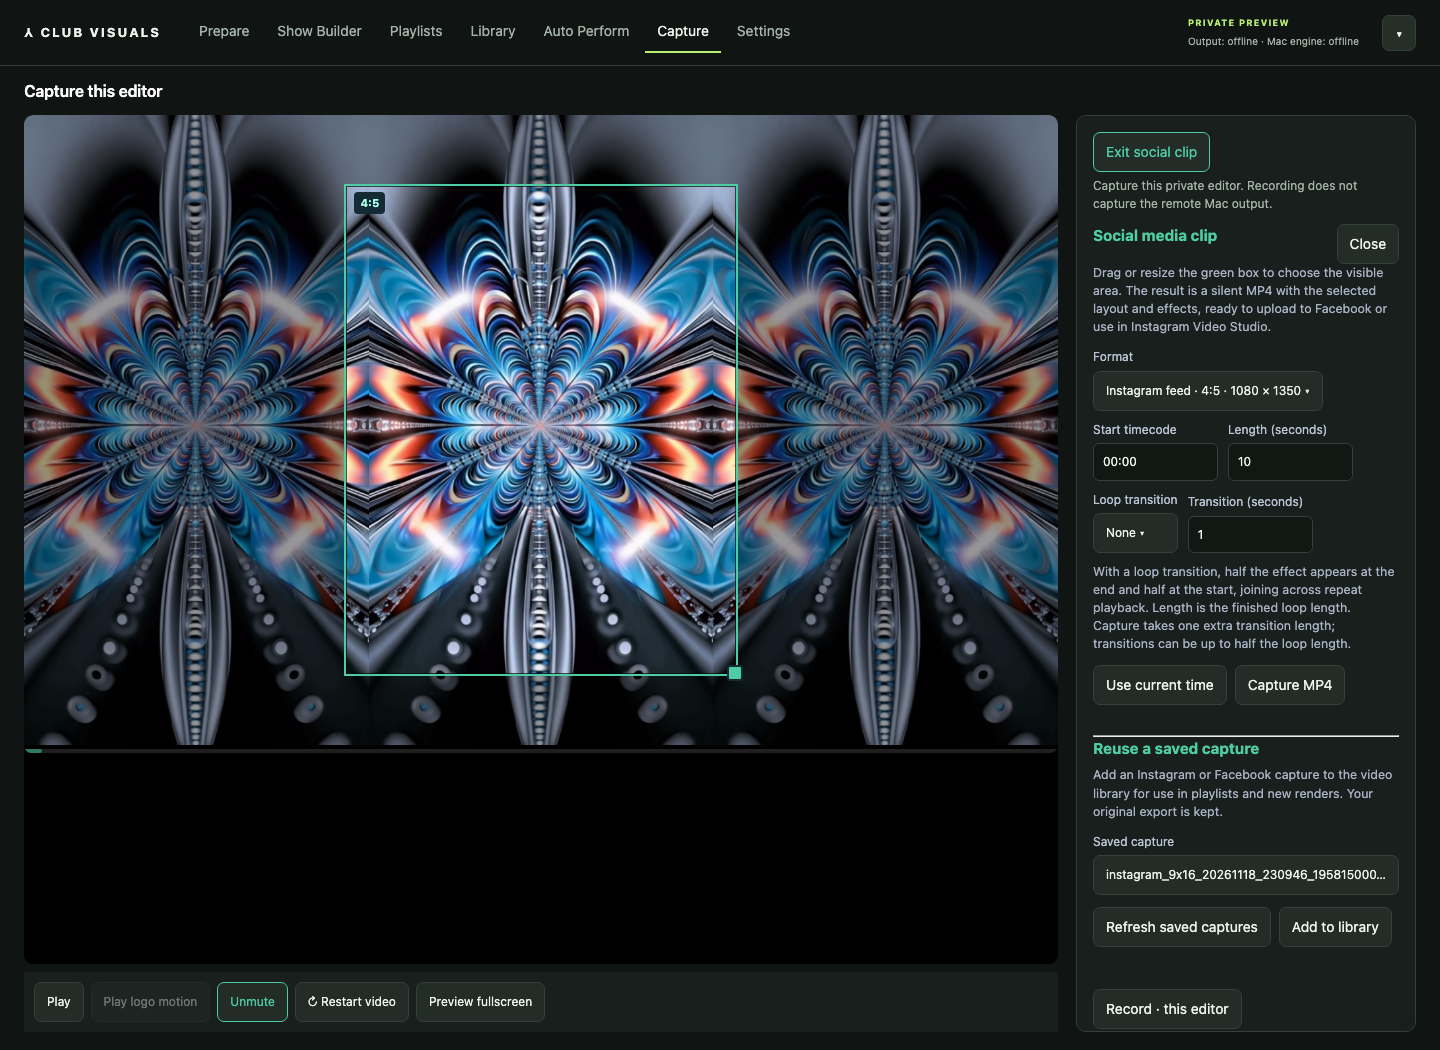 ⅄ CLUB VISUALS
Prepare
Show Builder
Playlists
Library
Auto Perform
Capture
Settings
PRIVATE PREVIEW
Output: offline · Mac engine: offline
▾
Capture this editor
4:5
Exit social clip
Capture this private editor. Recording does not
capture the remote Mac output.
Social media clip
Close
Drag or resize the green box to choose the visible
area. The result is a silent MP4 with the selected
layout and effects, ready to upload to Facebook or
use in Instagram Video Studio.
Format
Instagram feed · 4:5 · 1080 × 1350 ▾
Start timecode
Length (seconds)
00:00
10
Loop transition
Transition (seconds)
None ▾
1
With a loop transition, half the effect appears at the
end and half at the start, joining across repeat
playback. Length is the finished loop length.
Capture takes one extra transition length;
transitions can be up to half the loop length.
Use current time
Capture MP4
Reuse a saved capture
Add an Instagram or Facebook capture to the video
library for use in playlists and new renders. Your
original export is kept.
Saved capture
instagram_9x16_20261118_230946_195815000...
Refresh saved captures
Add to library
Record · this editor
Play
Play logo motion
Unmute
↻ Restart video
Preview fullscreen